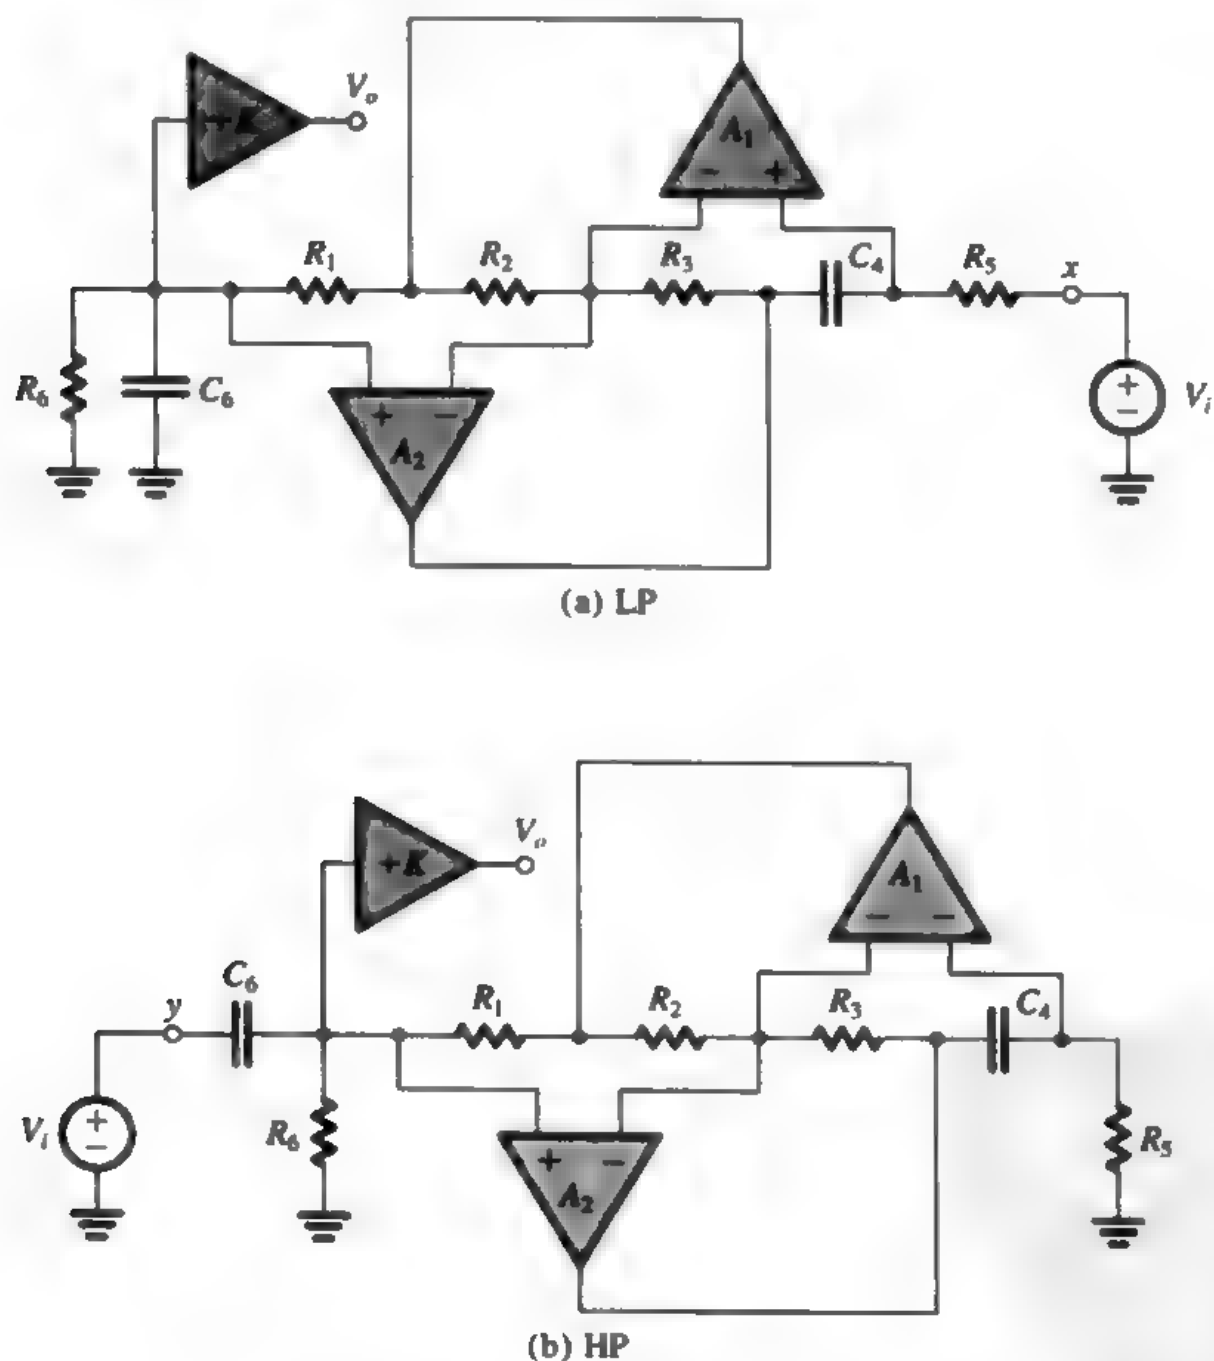 V_o
+K
A_1
− +
R_1 R_2 R_3 C_4 R_5 x
R_6 C_6
+ −
A_2
+
−
V_i
(a) LP
V_o
+K
A_1
− −
C_6
y R_1 R_2 R_3 C_4
V_i
+
−
R_6
+ −
A_2
R_5
(b) HP